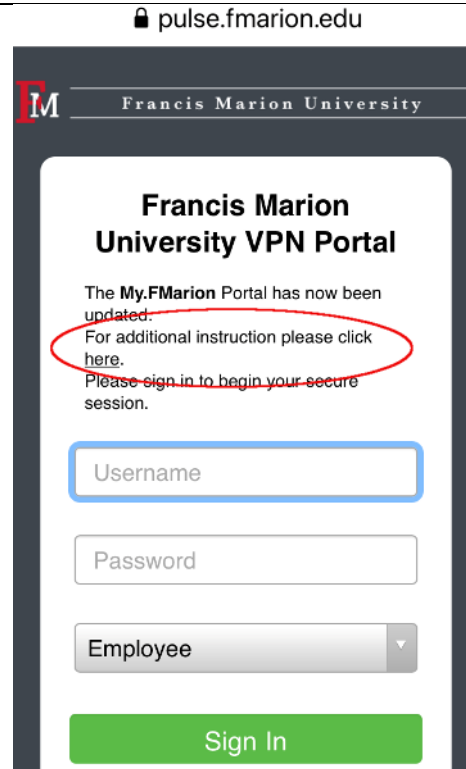 pulse.fmarion.edu
FM Francis Marion University
Francis Marion
University VPN Portal
The My.FMarion Portal has now been
updated.
For additional instruction please click
here.
Please sign in to begin your secure
session.
Username
Password
Employee
Sign In